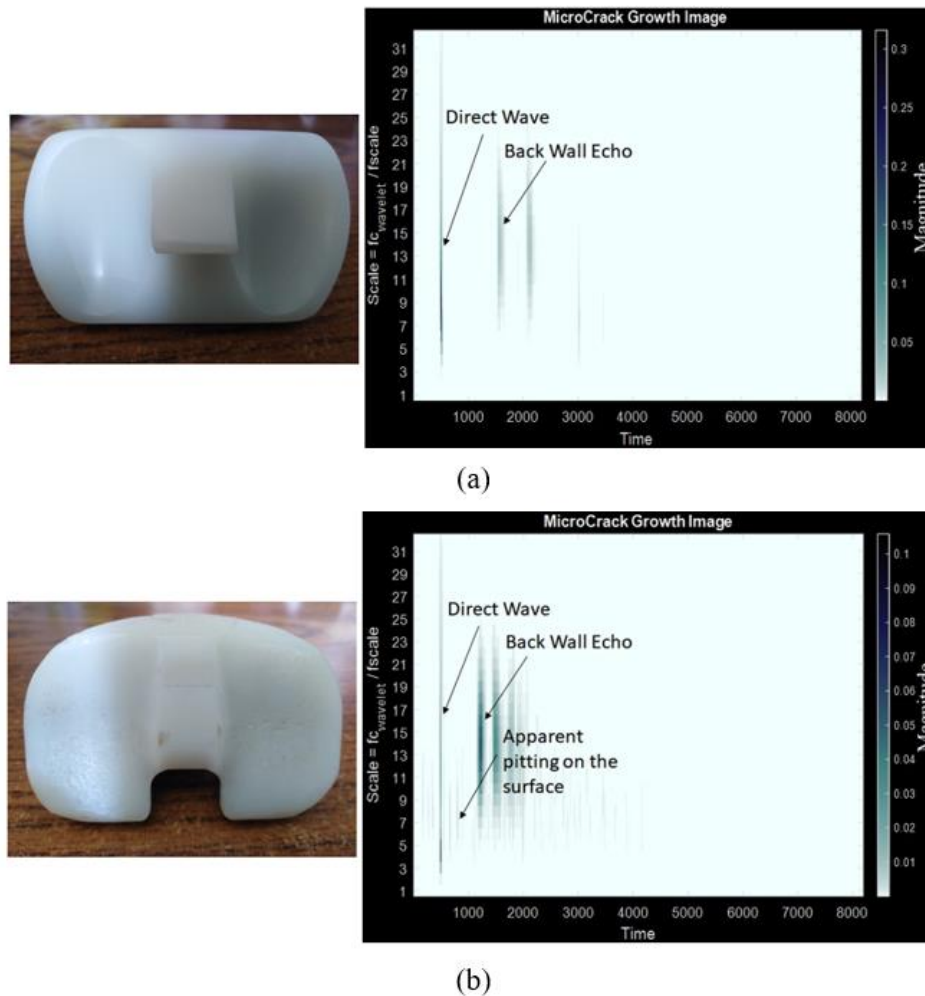 MicroCrack Growth Image
Scale = fc_wavelet / fscale
31
29
27
25
23
21
19
17
15
13
11
9
7
5
3
1
Direct Wave
Back Wall Echo
1000 2000 3000 4000 5000 6000 7000 8000
Time
0.3
0.25
0.2
0.15
0.1
0.05
Magnitude
(a)
MicroCrack Growth Image
Scale = fc_wavelet / fscale
31
29
27
25
23
21
19
17
15
13
11
9
7
5
3
1
Direct Wave
Back Wall Echo
Apparent
pitting on the
surface
1000 2000 3000 4000 5000 6000 7000 8000
Time
0.1
0.09
0.08
0.07
0.06
0.05
0.04
0.03
0.02
0.01
Magnitude
(b)